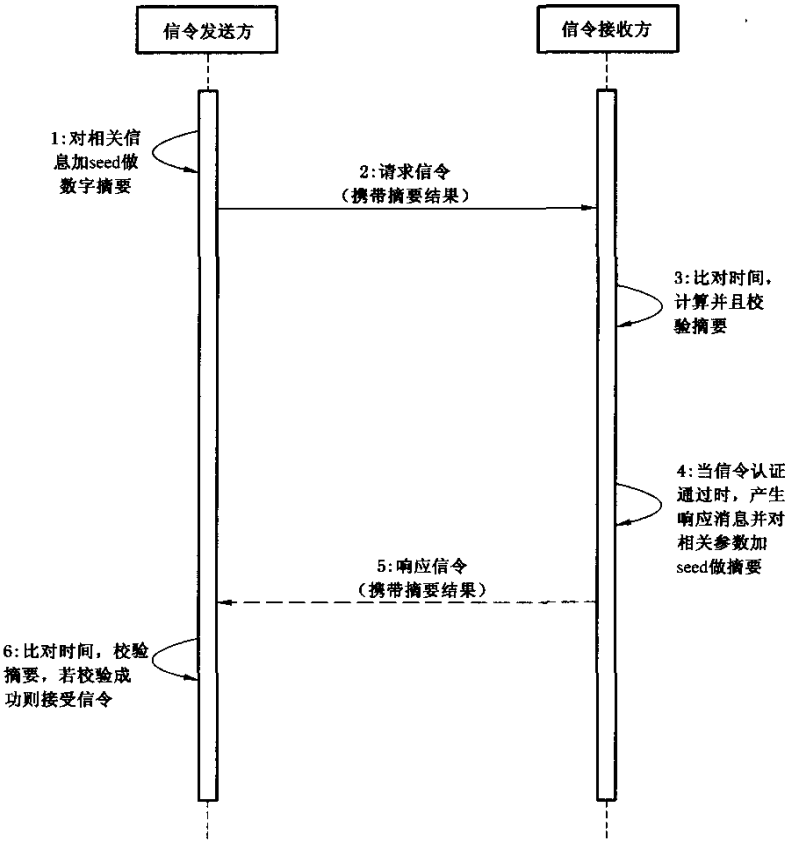 信令发送方
信令接收方
1:对相关信
息加seed做
数字摘要
2:请求信令
（携带摘要结果）
3:比对时间，
计算并且校
验摘要
4:当信令认证
通过时，产生
响应消息并对
相关参数加
seed做摘要
5:响应信令
（携带摘要结果）
6:比对时间，校验
摘要，若校验成
功则接受信令